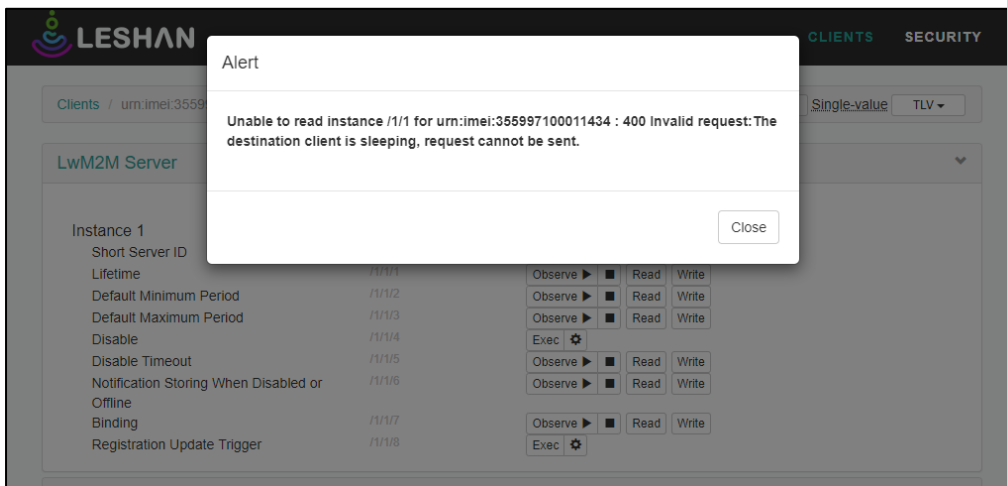 LESHAN
CLIENTS SECURITY
Alert
Clients / urn:imei:3559
Single-value TLV
Unable to read instance /1/1 for urn:imei:355997100011434 : 400 Invalid request:The
destination client is sleeping, request cannot be sent.
LwM2M Server
Close
Instance 1
Short Server ID
Lifetime /1/1/1 Observe Read Write
Default Minimum Period /1/1/2 Observe Read Write
Default Maximum Period /1/1/3 Observe Read Write
Disable /1/1/4 Exec
Disable Timeout /1/1/5 Observe Read Write
Notification Storing When Disabled or /1/1/6 Observe Read Write
Offline
Binding /1/1/7 Observe Read Write
Registration Update Trigger /1/1/8 Exec